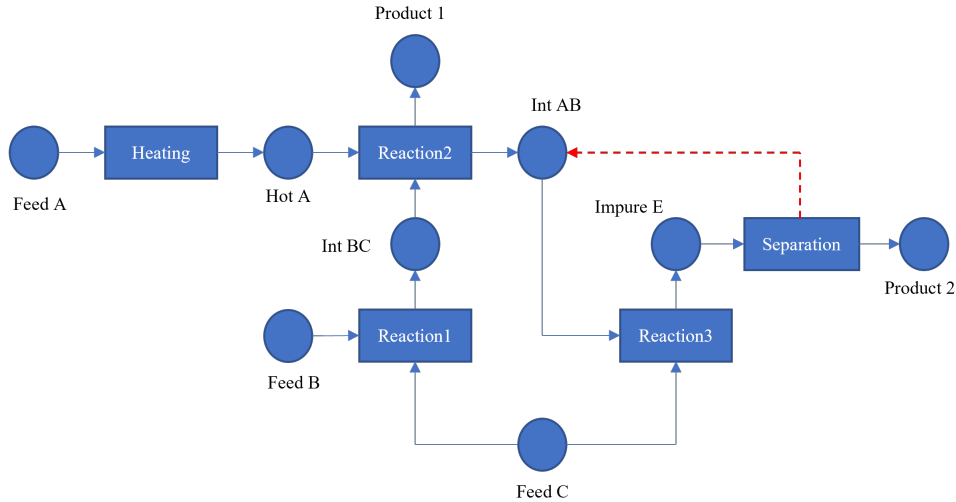 Product 1
Int AB
Heating
Reaction2
Feed A
Hot A
Impure E
Int BC
Separation
Product 2
Reaction1
Reaction3
Feed B
Feed C